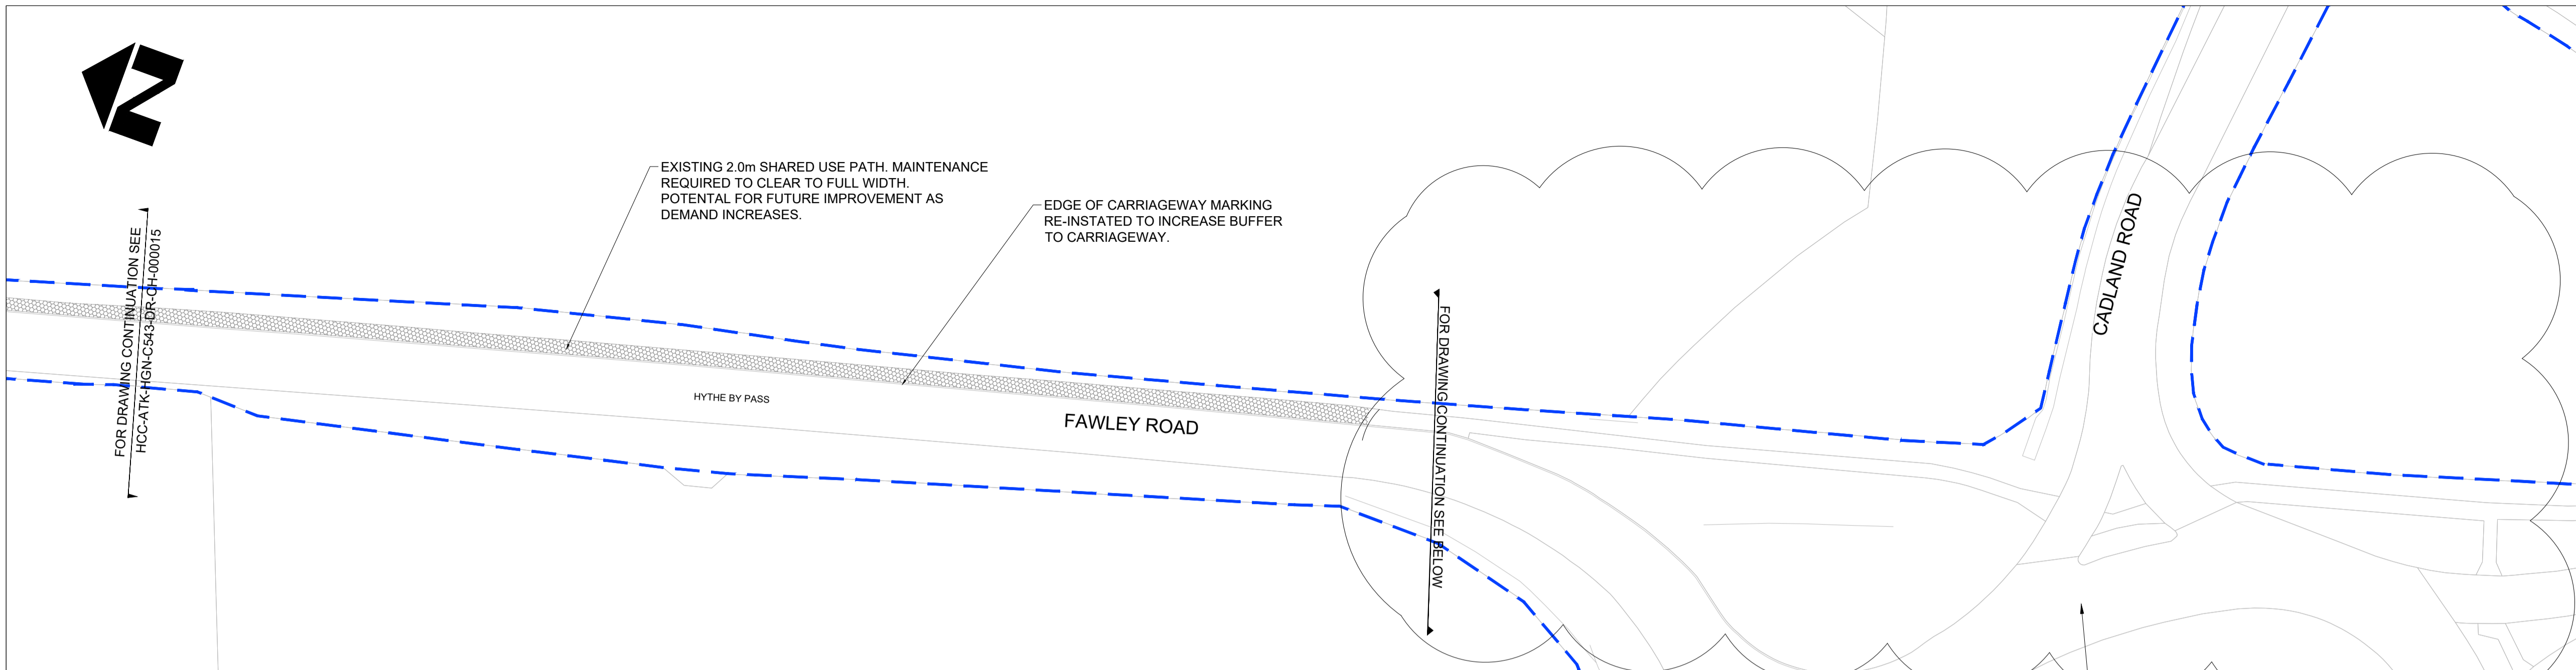 EXISTING 2.0m SHARED USE PATH. MAINTENANCE
REQUIRED TO CLEAR TO FULL WIDTH.
POTENTAL FOR FUTURE IMPROVEMENT AS
DEMAND INCREASES.
EDGE OF CARRIAGEWAY MARKING
RE-INSTATED TO INCREASE BUFFER
TO CARRIAGEWAY.
FOR DRAWING CONTINUATION SEE
HCC-ATK-HGN-C543-DR-CH-000015
HYTHE BY PASS
FAWLEY ROAD
FOR DRAWING CONTINUATION SEE BELOW
CADLAND ROAD
N